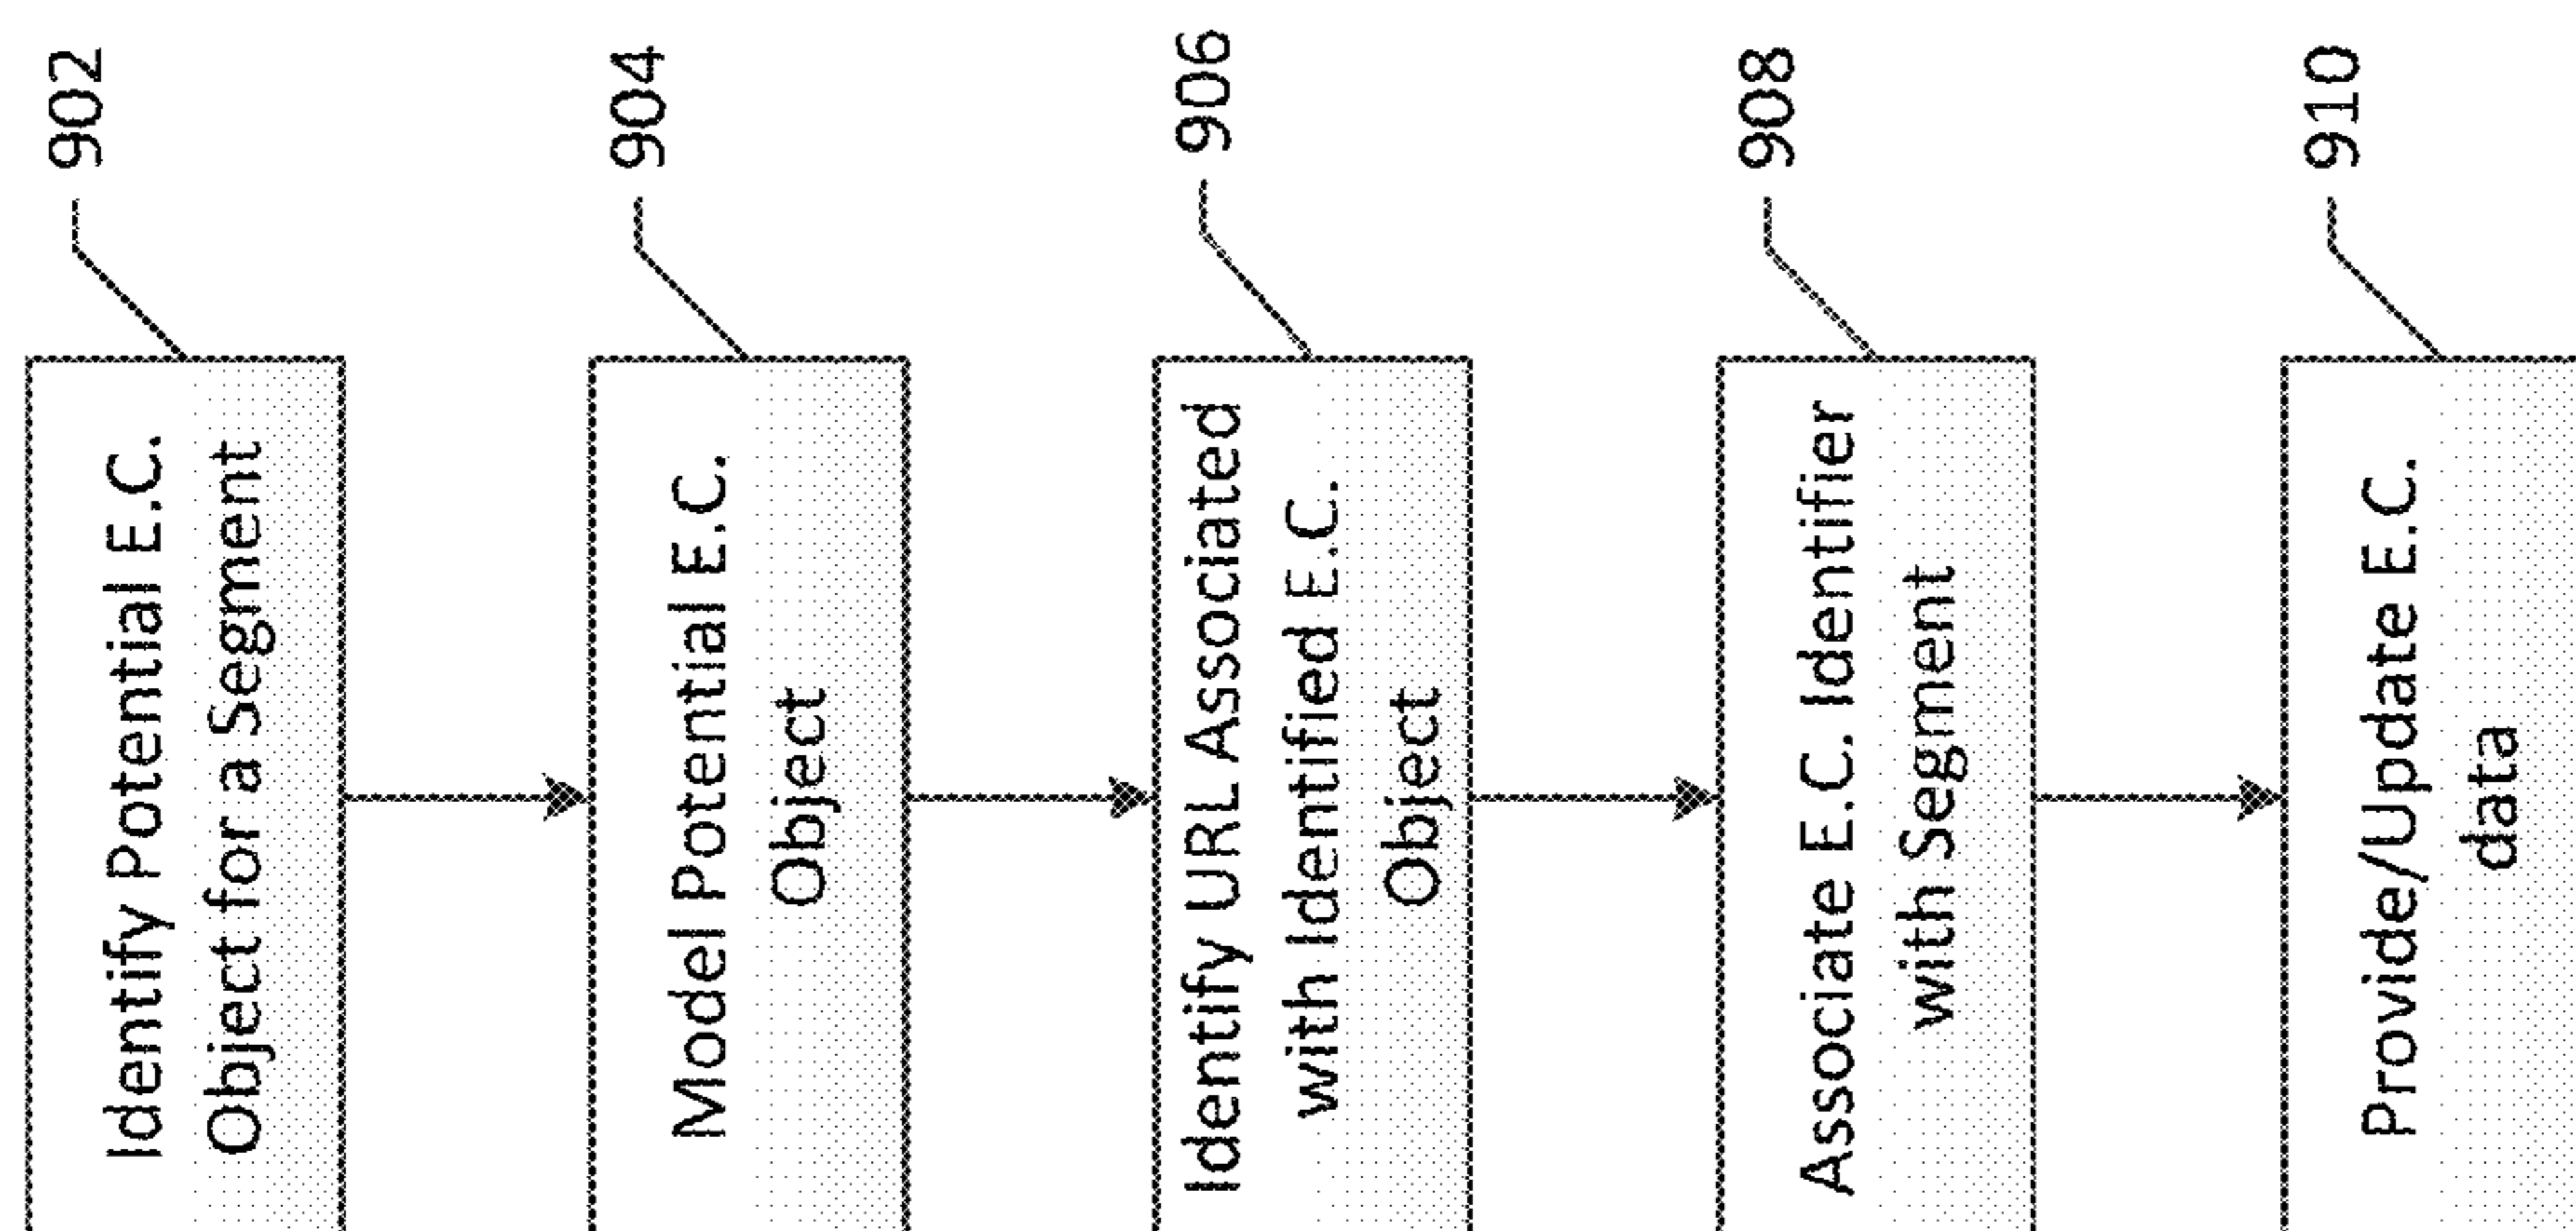 902
Identify Potential E.C.
Object for a Segment
904
Model Potential E.C.
Object
906
Identify URL Associated
with Identified E.C.
Object
908
Associate E.C. Identifier
with Segment
910
Provide/Update E.C.
data